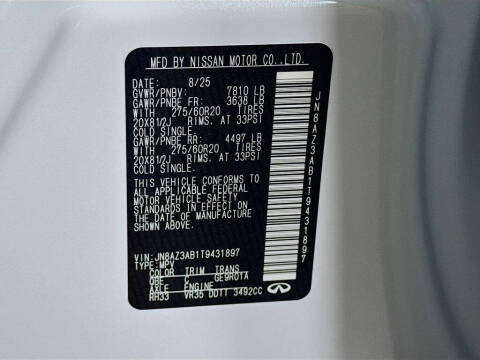 MFD BY NISSAN MOTOR CO.,LTD.
DATE: 8/25
GVWR/PNBV: 7810 LB
GAWR/PNBE FR: 3638 LB
WITH 275/60R20 TIRES
20X81/2J RIMS, AT 33PSI
COLD SINGLE.
GAWR/PNBE RR: 4497 LB
WITH 275/60R20 TIRES
20X81/2J RIMS, AT 33PSI
COLD SINGLE.
THIS VEHICLE CONFORMS
TO ALL APPLICABLE FEDERAL
MOTOR VEHICLE SAFETY
STANDARDS IN EFFECT ON
THE DATE OF MANUFACTURE
SHOWN ABOVE.
VIN: JN8AZ3AB1T9431897
TYPE: MPV
COLOR TRIM TRANS
QBE C GE9R01A
AXLE ENGINE
RH33 VR35 DDTT 3492CC
JN8AZ3AB1T9431897